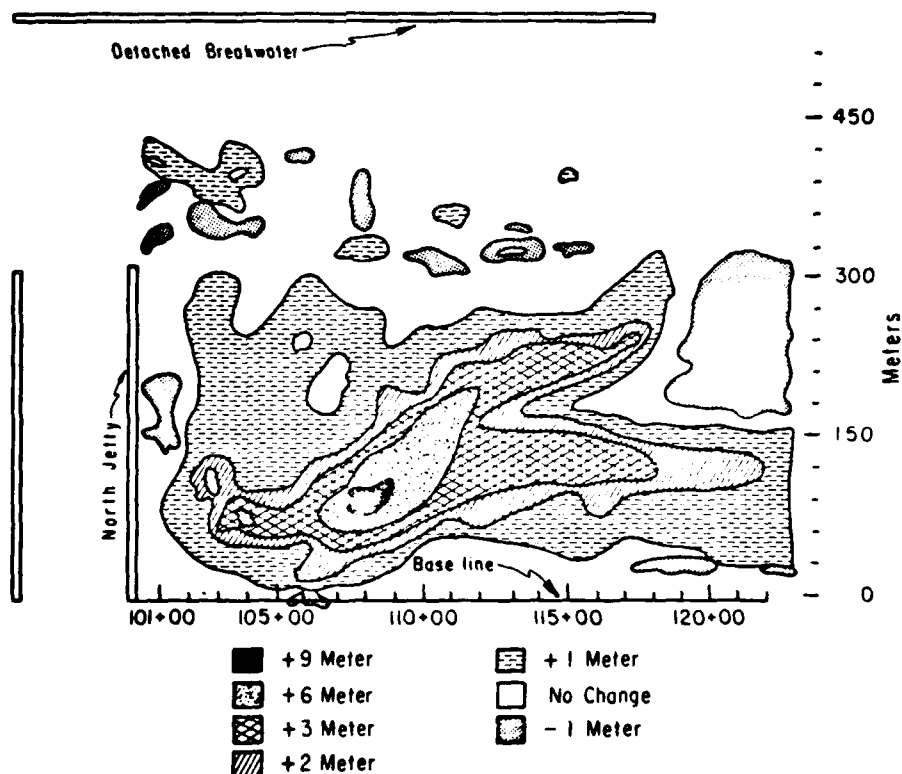 Detached Breakwater
450
300
150
0
Meters
North Jelly
Base line
101+00 105+00 110+00 115+00 120+00
+9 Meter
+6 Meter
+3 Meter
+2 Meter
+1 Meter
No Change
-1 Meter